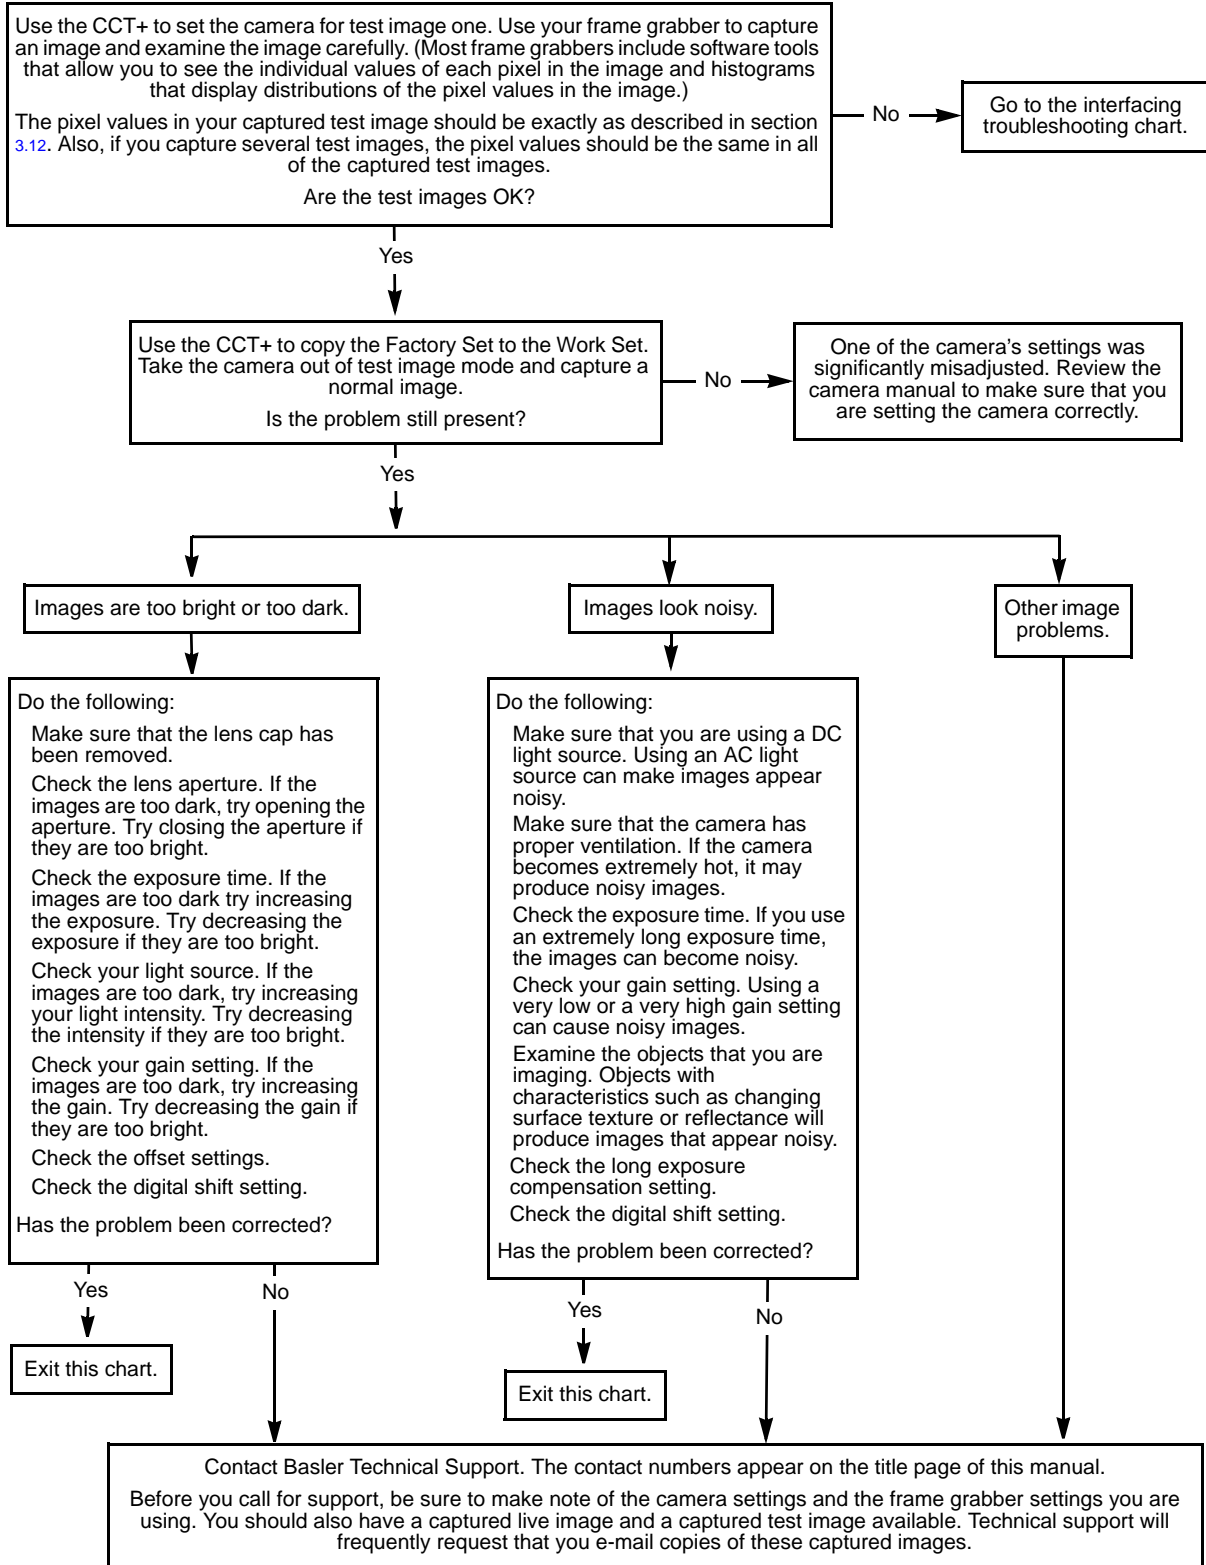 Use the CCT+ to set the camera for test image one. Use your frame grabber to capture
an image and examine the image carefully. (Most frame grabbers include software tools
that allow you to see the individual values of each pixel in the image and histograms
that display distributions of the pixel values in the image.)
The pixel values in your captured test image should be exactly as described in section
3.12. Also, if you capture several test images, the pixel values should be the same in all
of the captured test images.
Are the test images OK?
No
Go to the interfacing
troubleshooting chart.
Yes
Use the CCT+ to copy the Factory Set to the Work Set.
Take the camera out of test image mode and capture a
normal image.
Is the problem still present?
No
One of the camera's settings was
significantly misadjusted. Review the
camera manual to make sure that you
are setting the camera correctly.
Yes
Images are too bright or too dark.
Images look noisy.
Other image
problems.
Do the following:
Make sure that the lens cap has
been removed.
Check the lens aperture. If the
images are too dark, try opening the
aperture. Try closing the aperture if
they are too bright.
Check the exposure time. If the
images are too dark try increasing
the exposure. Try decreasing the
exposure if they are too bright.
Check your light source. If the
images are too dark, try increasing
your light intensity. Try decreasing
the intensity if they are too bright.
Check your gain setting. If the
images are too dark, try increasing
the gain. Try decreasing the gain if
they are too bright.
Check the offset settings.
Check the digital shift setting.
Has the problem been corrected?
Yes
No
Exit this chart.
Do the following:
Make sure that you are using a DC
light source. Using an AC light
source can make images appear
noisy.
Make sure that the camera has
proper ventilation. If the camera
becomes extremely hot, it may
produce noisy images.
Check the exposure time. If you use
an extremely long exposure time,
the images can become noisy.
Check your gain setting. Using a
very low or a very high gain setting
can cause noisy images.
Examine the objects that you are
imaging. Objects with
characteristics such as changing
surface texture or reflectance will
produce images that appear noisy.
Check the long exposure
compensation setting.
Check the digital shift setting.
Has the problem been corrected?
Yes
No
Exit this chart.
Contact Basler Technical Support. The contact numbers appear on the title page of this manual.
Before you call for support, be sure to make note of the camera settings and the frame grabber settings you are
using. You should also have a captured live image and a captured test image available. Technical support will
frequently request that you e-mail copies of these captured images.